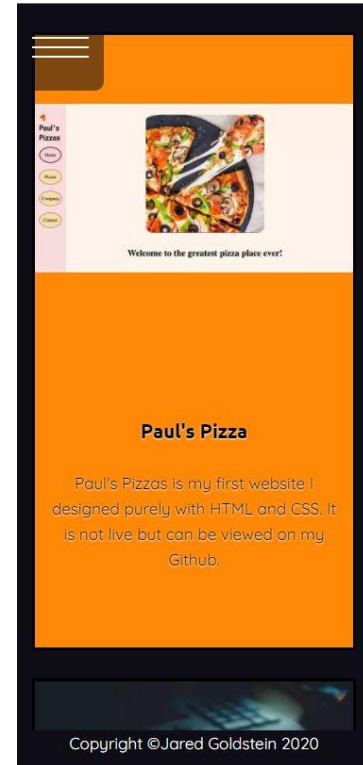 Paul's
Pizzas
Home
Pizzas
Company
Contact
Welcome to the greatest pizza place ever!
Paul's Pizza
Paul's Pizzas is my first website I
designed purely with HTML and CSS. It
is not live but can be viewed on my
Github.
Copyright ©Jared Goldstein 2020